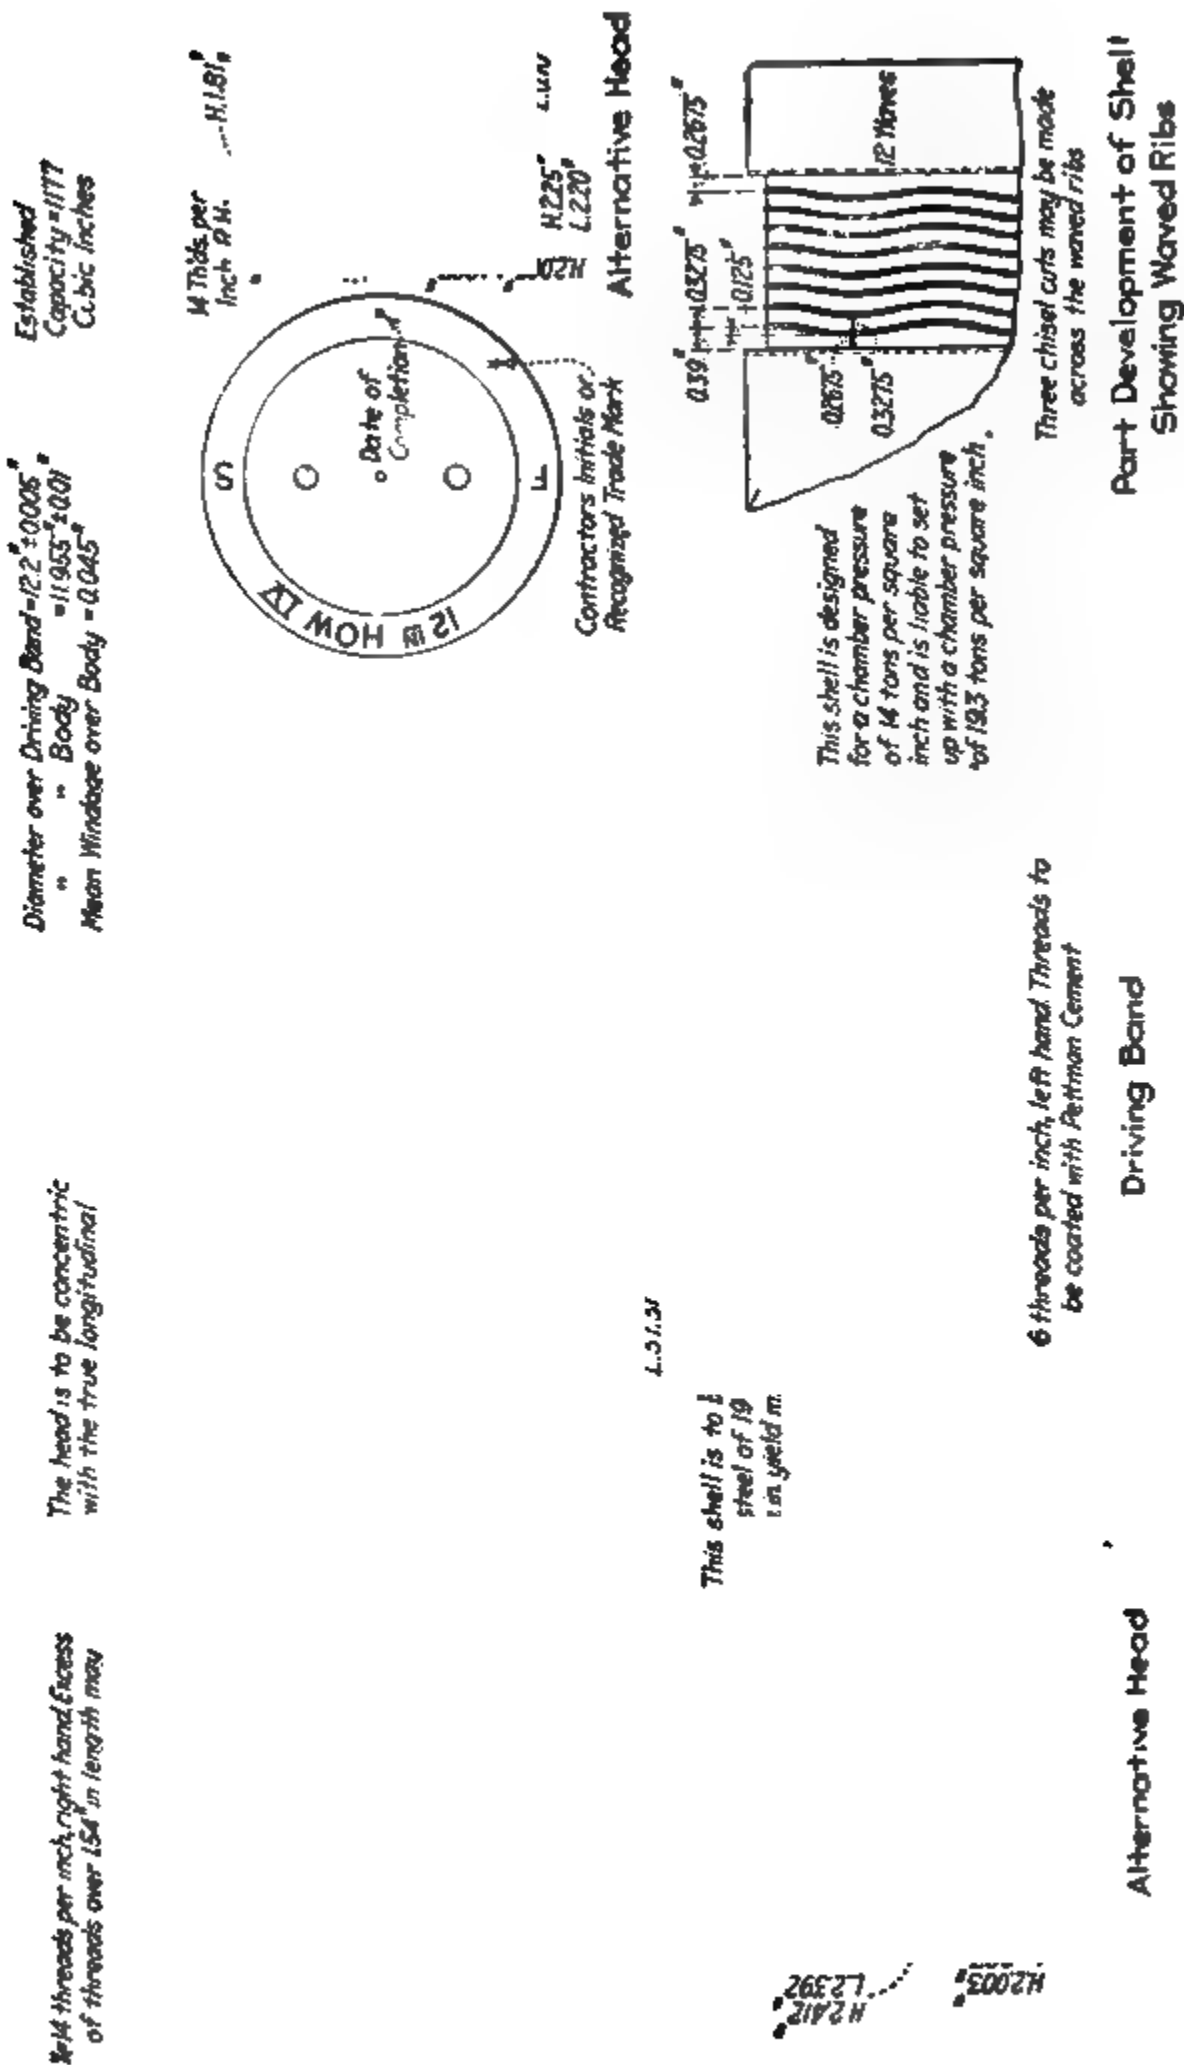 14 threads per inch, right hand. Excess
of threads over 1.54" in length may
The head is to be concentric
with the true longitudinal
Diameter over Driving Band = 12.2" ± 0.005"
" " Body = 11.955" ± 0.01"
Mean Windage over Body = 0.045"
Established
Capacity = 1177
Cubic Inches
14 Thds. per
Inch R.H.
H.1.81"
S
12 IN HOW IV
F
Date of
Completion
Contractors Initials or
Recognized Trade Mark
H.2.25"
L.2.20"
Alternative Head
This shell is to
steel of 19
yield
H.2.412"
L.2.392"
H.2.003"
Alternative Head
6 threads per inch, left hand. Threads to
be coated with Pettman Cement
Driving Band
This shell is designed
for a chamber pressure
of 14 tons per square
inch and is liable to set
up with a chamber pressure
of 19.3 tons per square inch.
0.39"
0.3275"
0.2675"
0.125"
0.2675"
0.3275"
12 Waves
Three chisel cuts may be made
across the waved ribs
Part Development of Shell
Showing Waved Ribs